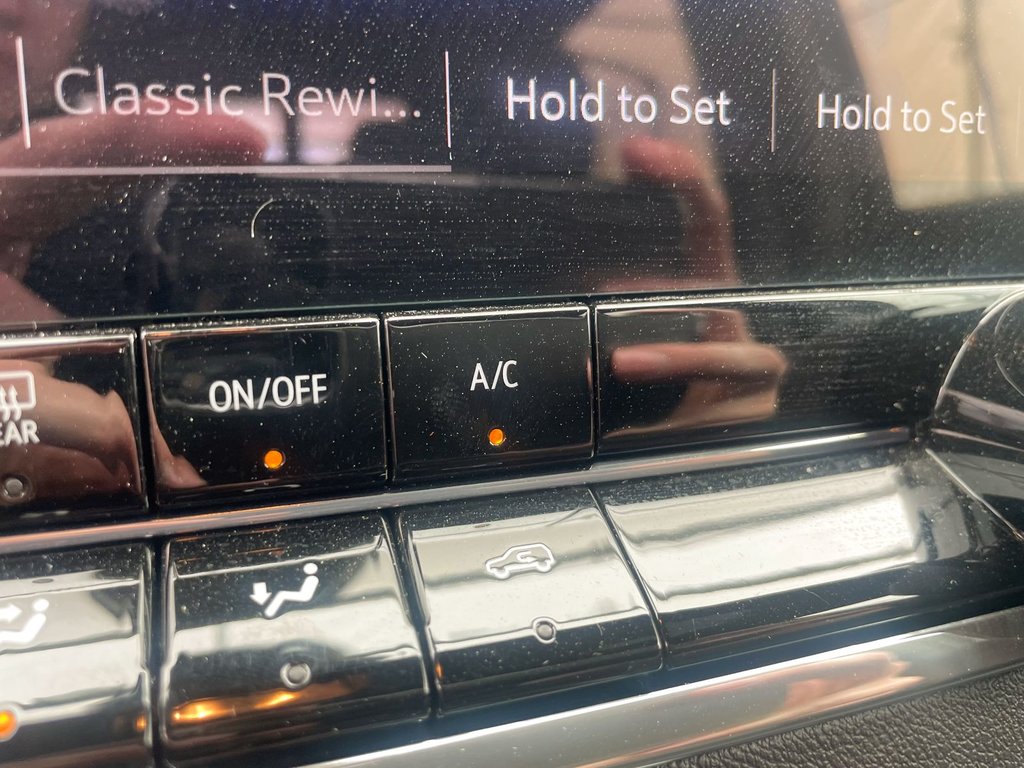 Classic Rewi...
Hold to Set
Hold to Set
EAR
ON/OFF
A/C